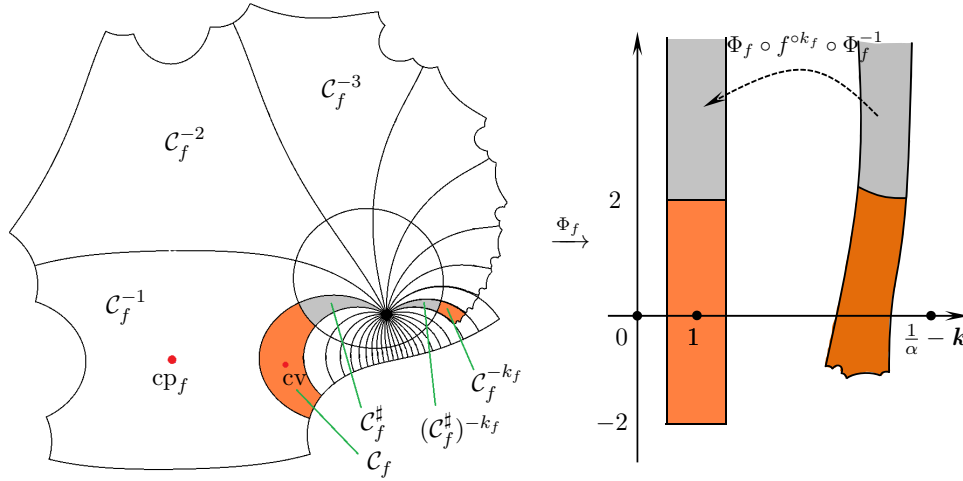 𝒞_f^{-3}
𝒞_f^{-2}
𝒞_f^{-1}
cp_f
cv
𝒞_f^{-k_f}
𝒞_f^♯
(𝒞_f^♯)^{-k_f}
𝒞_f
Φ_f
Φ_f ∘ f^{∘k_f} ∘ Φ_f^{-1}
2
0
1
1/α − k
−2